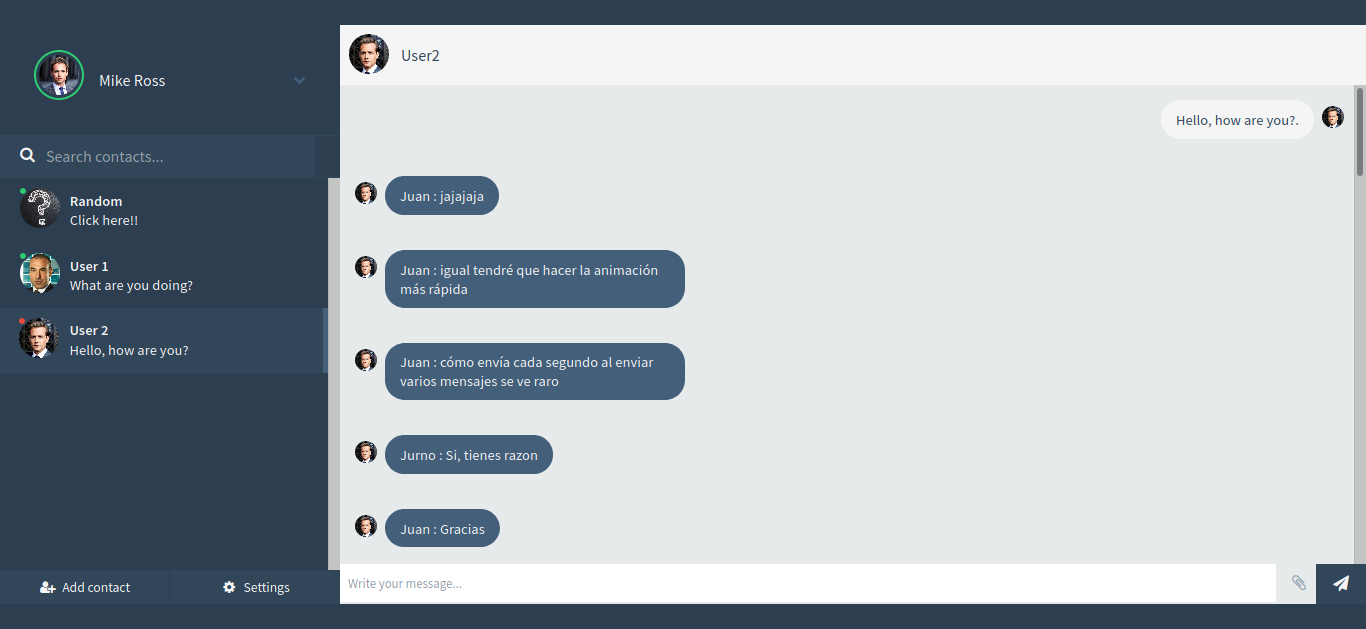 Mike Ross
Search contacts...
Random
Click here!!
User 1
What are you doing?
User 2
Hello, how are you?
Add contact
Settings
User2
Hello, how are you?.
Juan : jajajaja
Juan : igual tendré que hacer la animación
más rápida
Juan : cómo envía cada segundo al enviar
varios mensajes se ve raro
Jurno : Si, tienes razon
Juan : Gracias
Write your message...